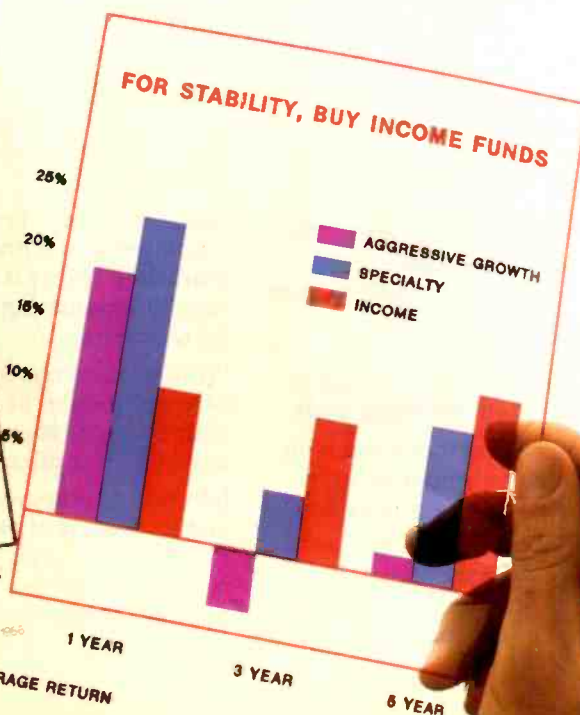 FOR STABILITY, BUY INCOME FUNDS
25%
20%
15%
10%
5%
AGGRESSIVE GROWTH
SPECIALTY
INCOME
1 YEAR
3 YEAR
5 YEAR
RETURN